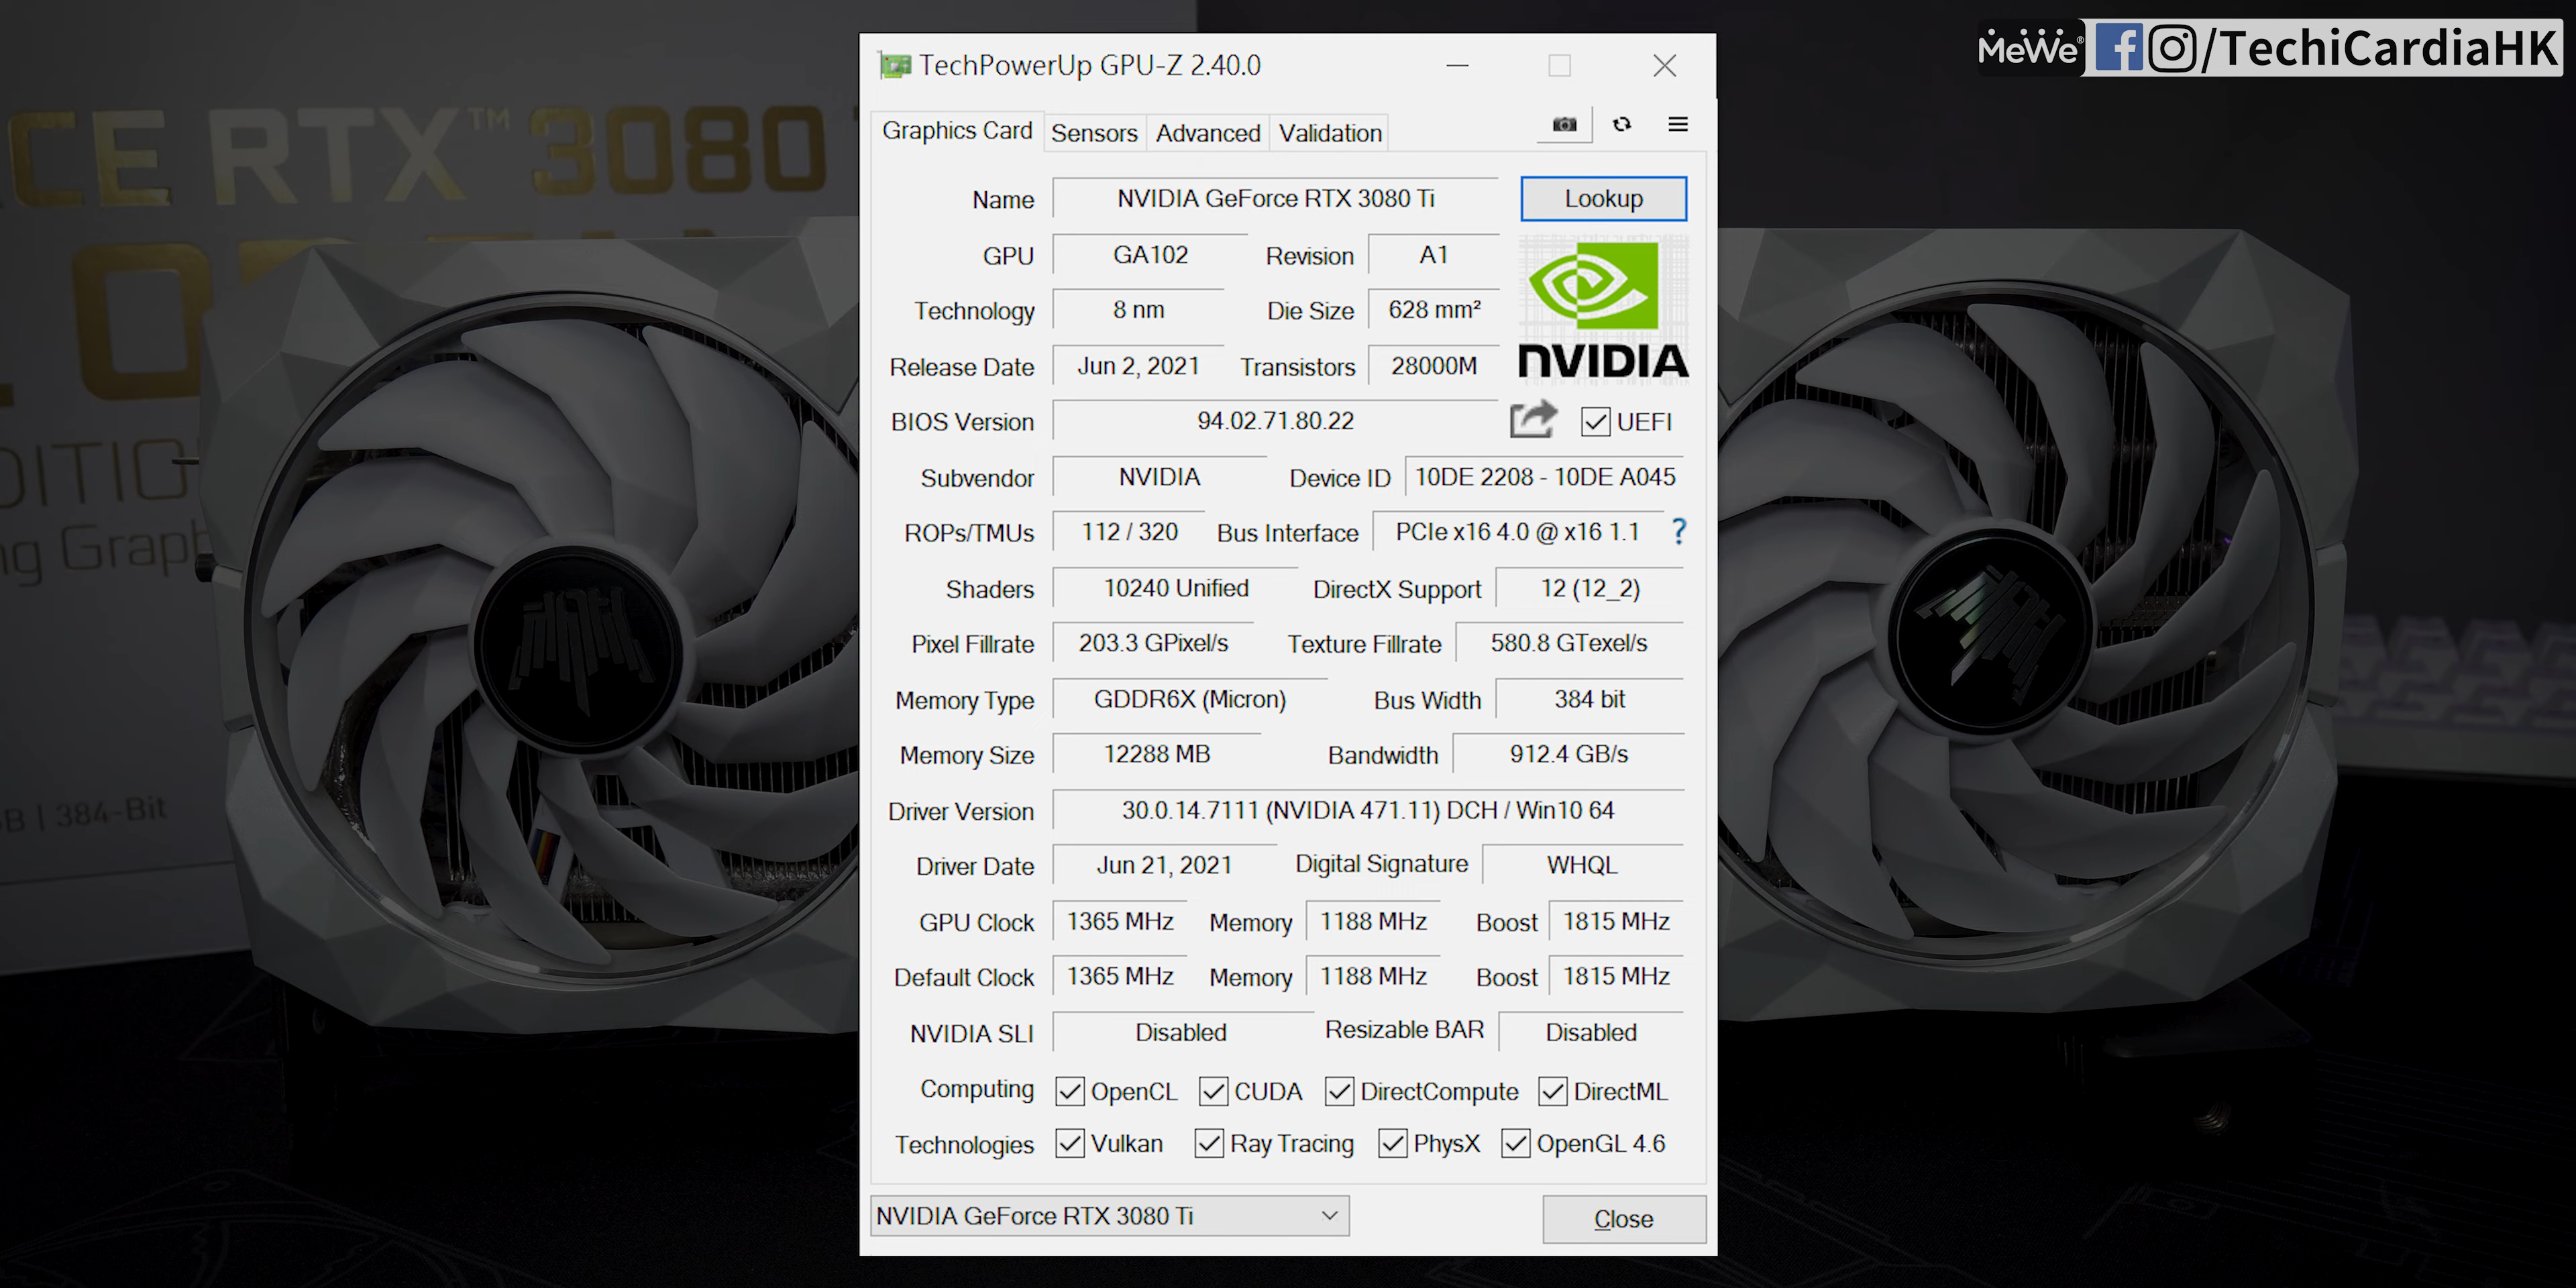 MeWe® /TechiCardiaHK
TechPowerUp GPU-Z 2.40.0
Graphics Card Sensors Advanced Validation
CE RTX™ 3080
Name NVIDIA GeForce RTX 3080 Ti Lookup
GPU GA102 Revision A1
Technology 8 nm Die Size 628 mm²
NVIDIA
Release Date Jun 2, 2021 Transistors 28000M
BIOS Version 94.02.71.80.22 UEFI
Subvendor NVIDIA Device ID 10DE 2208 - 10DE A045
ROPs/TMUs 112 / 320 Bus Interface PCIe x16 4.0 @ x16 1.1 ?
Shaders 10240 Unified DirectX Support 12 (12_2)
Pixel Fillrate 203.3 GPixel/s Texture Fillrate 580.8 GTexel/s
Memory Type GDDR6X (Micron) Bus Width 384 bit
Memory Size 12288 MB Bandwidth 912.4 GB/s
B | 384-Bit
Driver Version 30.0.14.7111 (NVIDIA 471.11) DCH / Win10 64
Driver Date Jun 21, 2021 Digital Signature WHQL
GPU Clock 1365 MHz Memory 1188 MHz Boost 1815 MHz
Default Clock 1365 MHz Memory 1188 MHz Boost 1815 MHz
NVIDIA SLI Disabled Resizable BAR Disabled
Computing OpenCL CUDA DirectCompute DirectML
Technologies Vulkan Ray Tracing PhysX OpenGL 4.6
NVIDIA GeForce RTX 3080 Ti Close